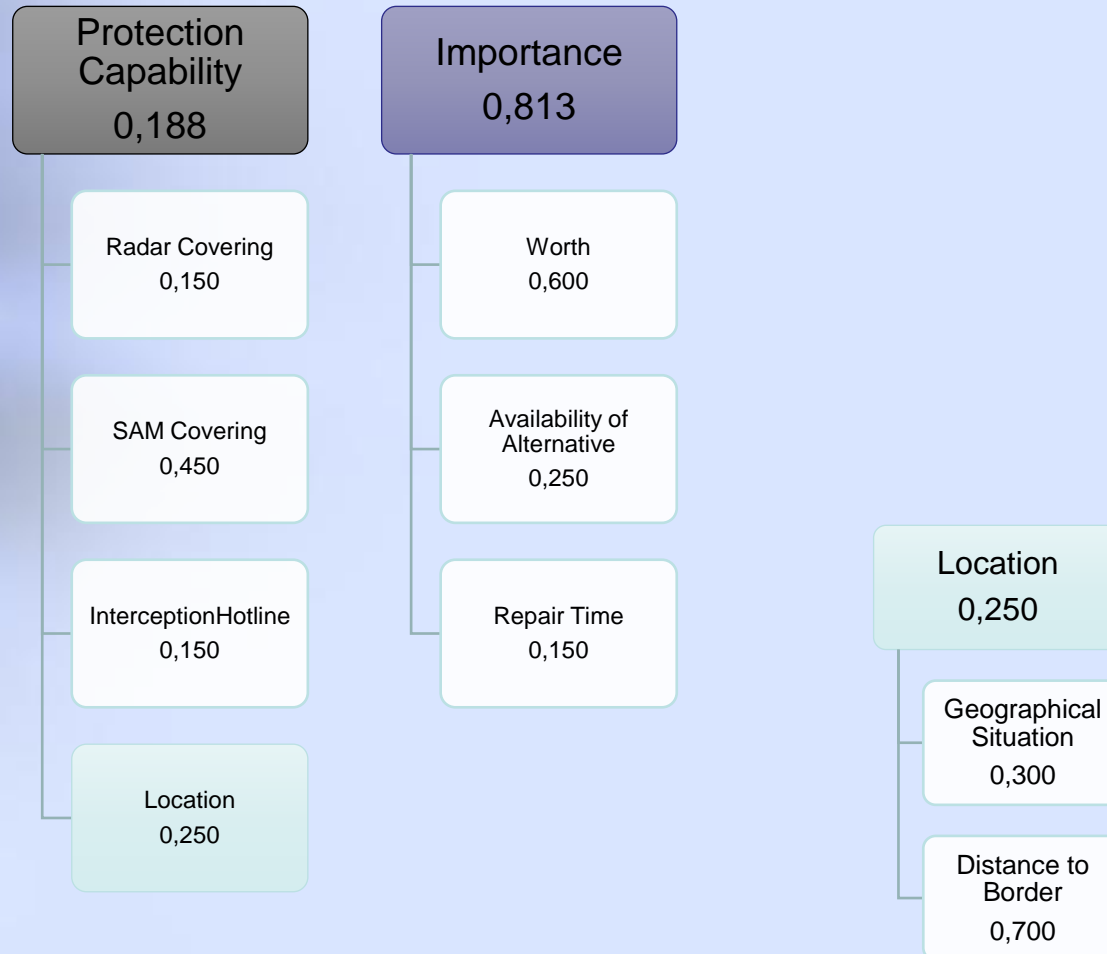 Protection
Capability
0,188
Radar Covering
0,150
SAM Covering
0,450
InterceptionHotline
0,150
Location
0,250
Importance
0,813
Worth
0,600
Availability of
Alternative
0,250
Repair Time
0,150
Location
0,250
Geographical
Situation
0,300
Distance to
Border
0,700